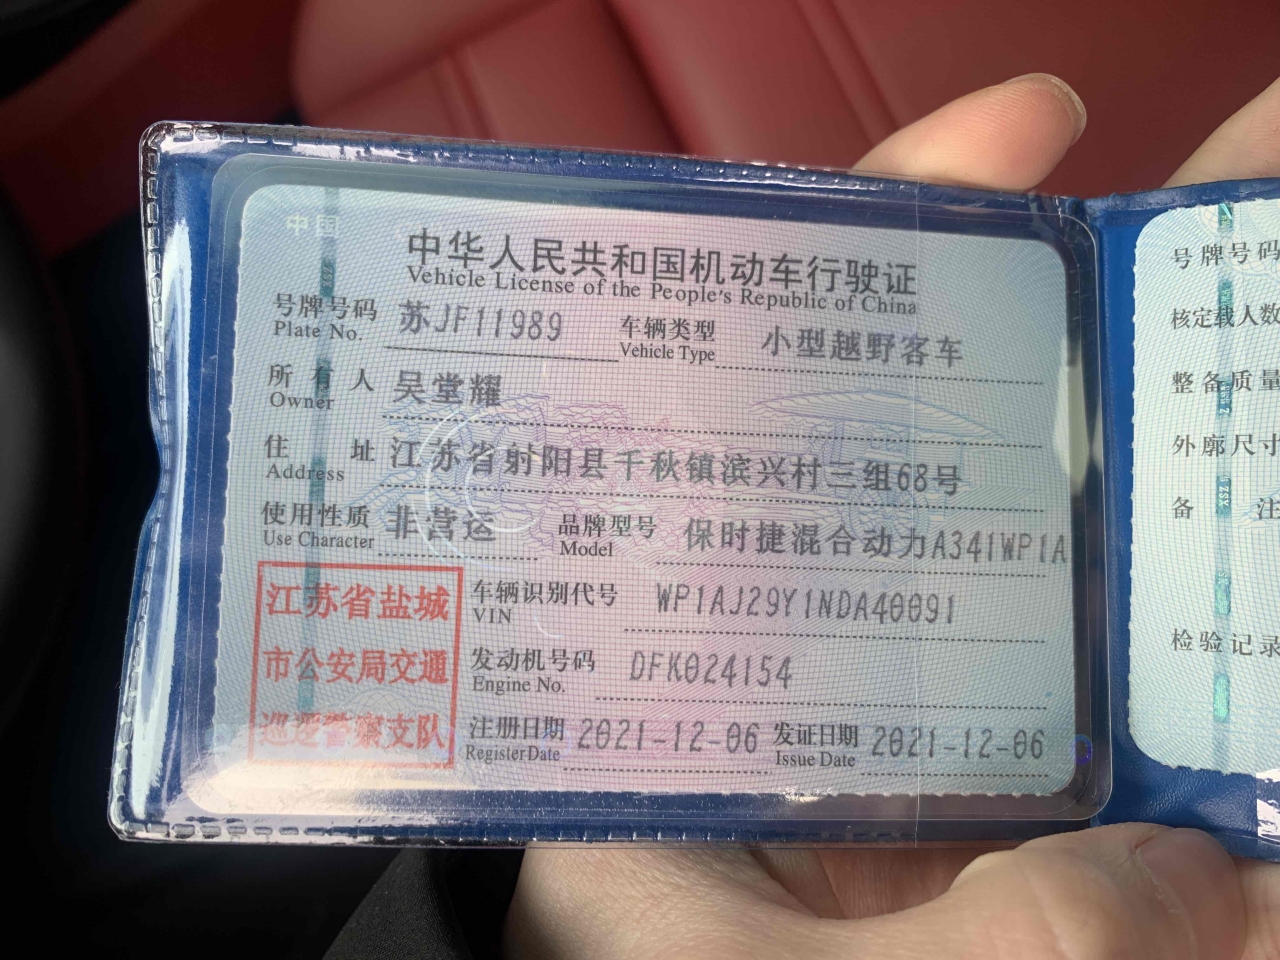 中国
中华人民共和国机动车行驶证
Vehicle License of the People's Republic of China
号牌号码 苏JF11989 车辆类型 小型越野客车
Plate No. Vehicle Type
所有人 吴堂耀
Owner
住址 江苏省射阳县千秋镇滨兴村三组68号
Address
使用性质 非营运 品牌型号 保时捷混合动力A341WP1A
Use Character Model
江苏省盐城
市公安局交通
巡逻警察支队
车辆识别代号 WP1AJ29Y1NDA40091
VIN
发动机号码 DFK024154
Engine No.
注册日期 2021-12-06 发证日期 2021-12-06
Register Date Issue Date
号牌号码
核定载人数
整备质量
外廓尺寸
备注
检验记录